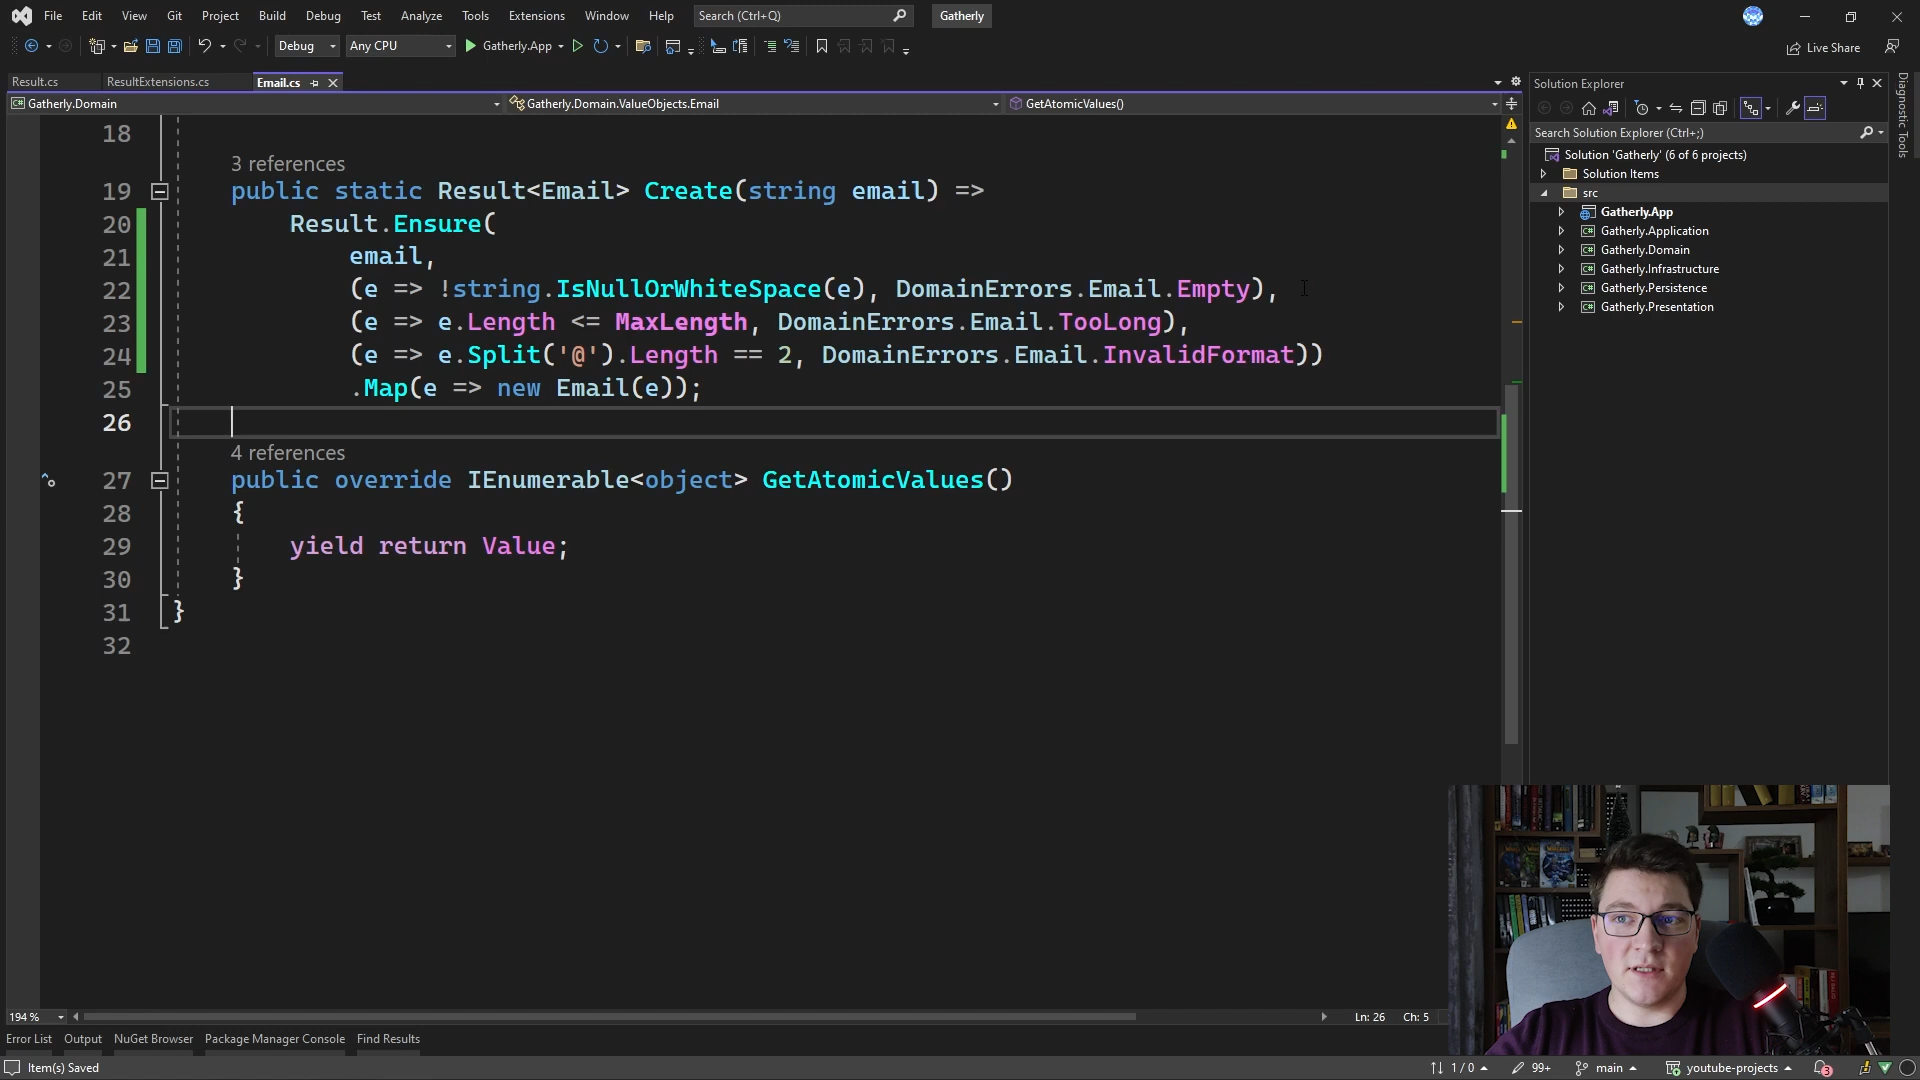 File Edit View Git Project Build Debug Test Analyze Tools Extensions Window Help Search (Ctrl+Q) Gatherly
Debug Any CPU Gatherly.App Live Share
Result.cs ResultExtensions.cs Email.cs
Gatherly.Domain Gatherly.Domain.ValueObjects.Email GetAtomicValues()
18
3 references
19 public static Result<Email> Create(string email) =>
20 Result.Ensure(
21 email,
22 (e => !string.IsNullOrWhiteSpace(e), DomainErrors.Email.Empty),
23 (e => e.Length <= MaxLength, DomainErrors.Email.TooLong),
24 (e => e.Split('@').Length == 2, DomainErrors.Email.InvalidFormat))
25 .Map(e => new Email(e));
26
4 references
27 public override IEnumerable<object> GetAtomicValues()
28 {
29 yield return Value;
30 }
31 }
32
Solution Explorer
Search Solution Explorer (Ctrl+;)
Solution 'Gatherly' (6 of 6 projects)
Solution Items
src
Gatherly.App
Gatherly.Application
Gatherly.Domain
Gatherly.Infrastructure
Gatherly.Persistence
Gatherly.Presentation
Diagnostic Tools
194 % Ln: 26 Ch: 5
Error List Output NuGet Browser Package Manager Console Find Results
Item(s) Saved 1 / 0 99+ main youtube-projects 3